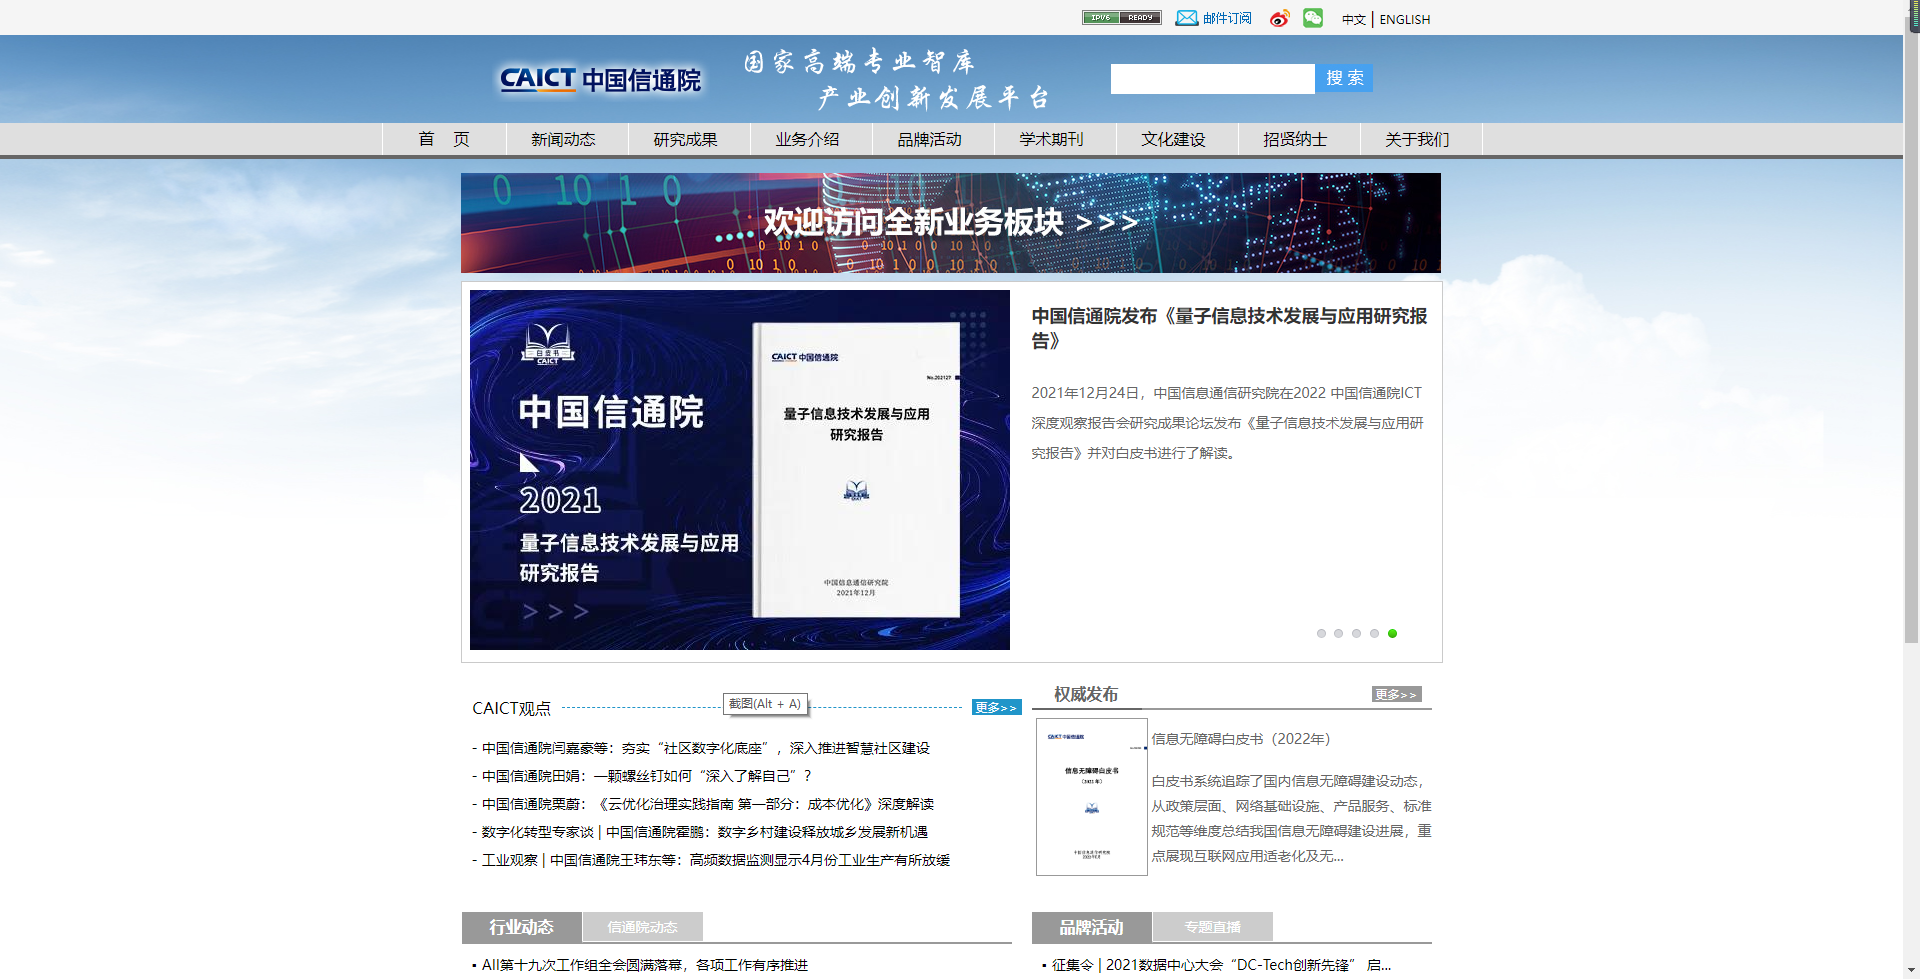 IPV6 READY 邮件订阅 中文 | ENGLISH
CAICT 中国信通院
国家高端专业智库
产业创新发展平台
搜 索
首 页 新闻动态 研究成果 业务介绍 品牌活动 学术期刊 文化建设 招贤纳士 关于我们
欢迎访问全新业务板块 >>>
白皮书
CAICT
中国信通院
2021
量子信息技术发展与应用
研究报告
>>>
CAICT 中国信通院
No.202127
量子信息技术发展与应用
研究报告
中国信息通信研究院
2021年12月
中国信通院发布《量子信息技术发展与应用研究报
告》
2021年12月24日，中国信息通信研究院在2022 中国信通院ICT
深度观察报告会研究成果论坛发布《量子信息技术发展与应用研
究报告》并对白皮书进行了解读。
CAICT观点
截图(Alt + A)
更多>>
- 中国信通院闫嘉豪等：夯实“社区数字化底座”，深入推进智慧社区建设
- 中国信通院田娟：一颗螺丝钉如何“深入了解自己”？
- 中国信通院栗蔚：《云优化治理实践指南 第一部分：成本优化》深度解读
- 数字化转型专家谈 | 中国信通院霍鹏：数字乡村建设释放城乡发展新机遇
- 工业观察 | 中国信通院王玮东等：高频数据监测显示4月份工业生产有所放缓
权威发布
更多>>
CAICT 中国信通院
信息无障碍白皮书
信息无障碍白皮书（2022年）
白皮书系统追踪了国内信息无障碍建设动态，
从政策层面、网络基础设施、产品服务、标准
规范等维度总结我国信息无障碍建设进展，重
点展现互联网应用适老化及无...
行业动态 信通院动态
▪ AII第十九次工作组全会圆满落幕，各项工作有序推进
品牌活动 专题直播
▪ 征集令 | 2021数据中心大会“DC-Tech创新先锋” 启...